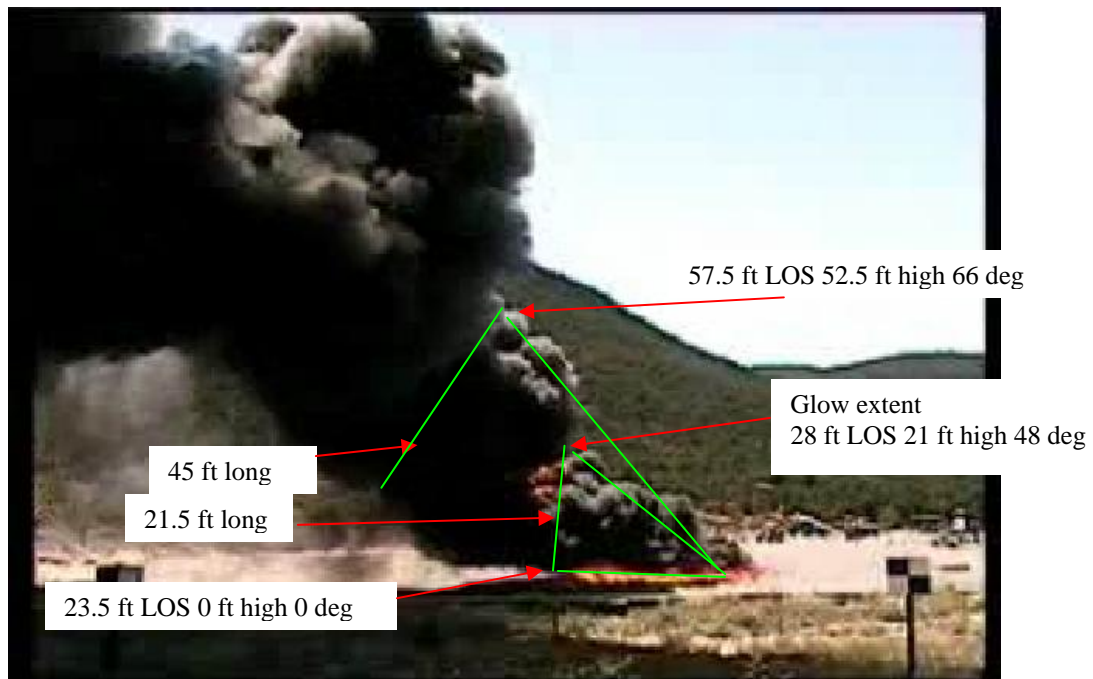 57.5 ft LOS 52.5 ft high 66 deg
Glow extent
28 ft LOS 21 ft high 48 deg
45 ft long
21.5 ft long
23.5 ft LOS 0 ft high 0 deg